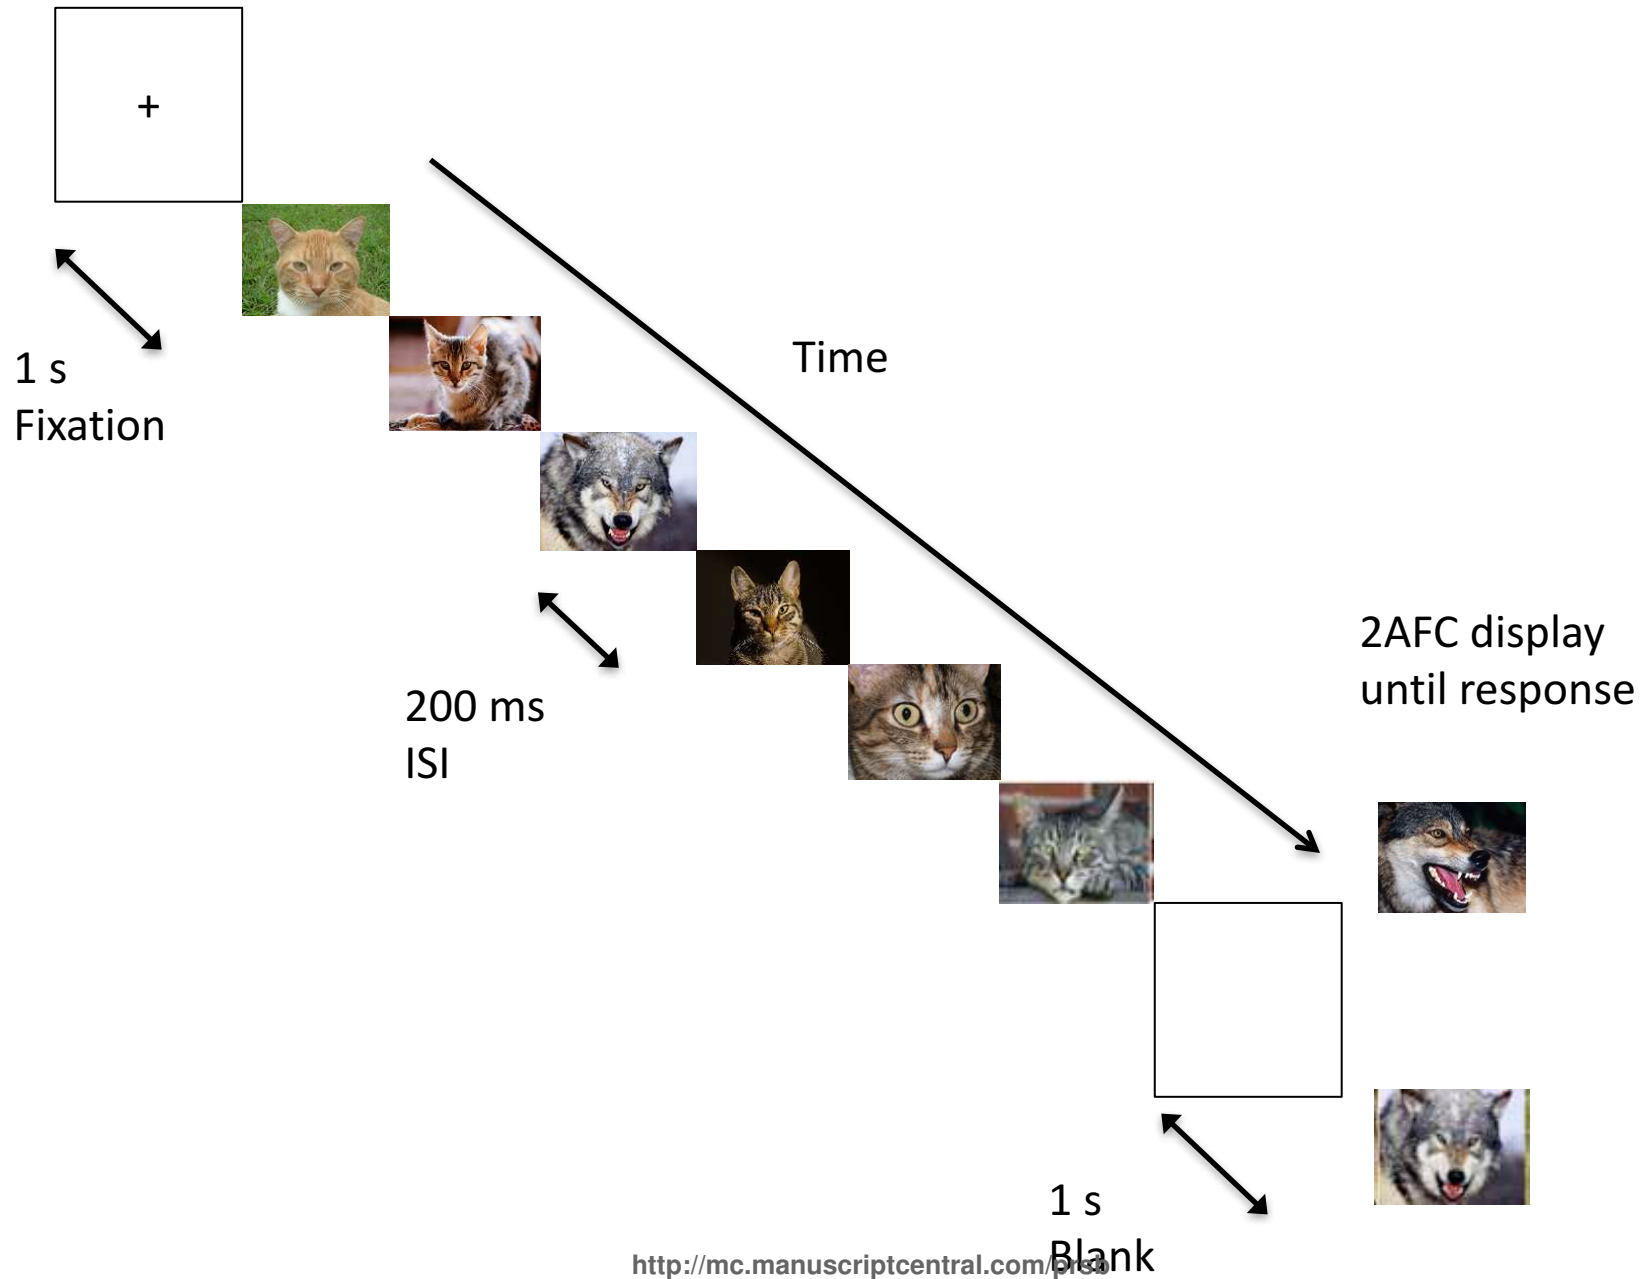 +
1 s
Fixation
Time
200 ms
ISI
2AFC display
until response
1 s
Blank
http://mc.manuscriptcentral.com/prsb